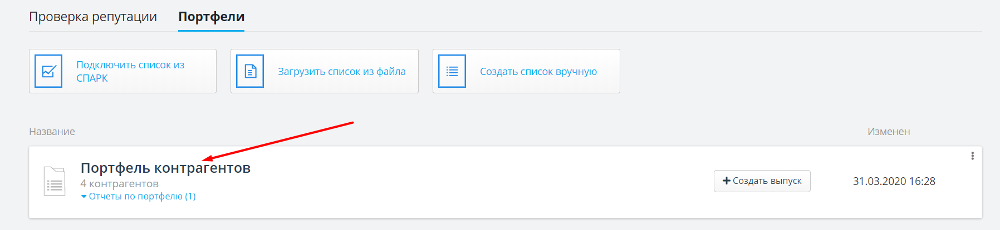 Проверка репутации
Портфели
Подключить список из
СПАРК
Загрузить список из файла
Создать список вручную
Название
Изменен
Портфель контрагентов
4 контрагентов
Отчеты по портфелю (1)
Создать выпуск
31.03.2020 16:28